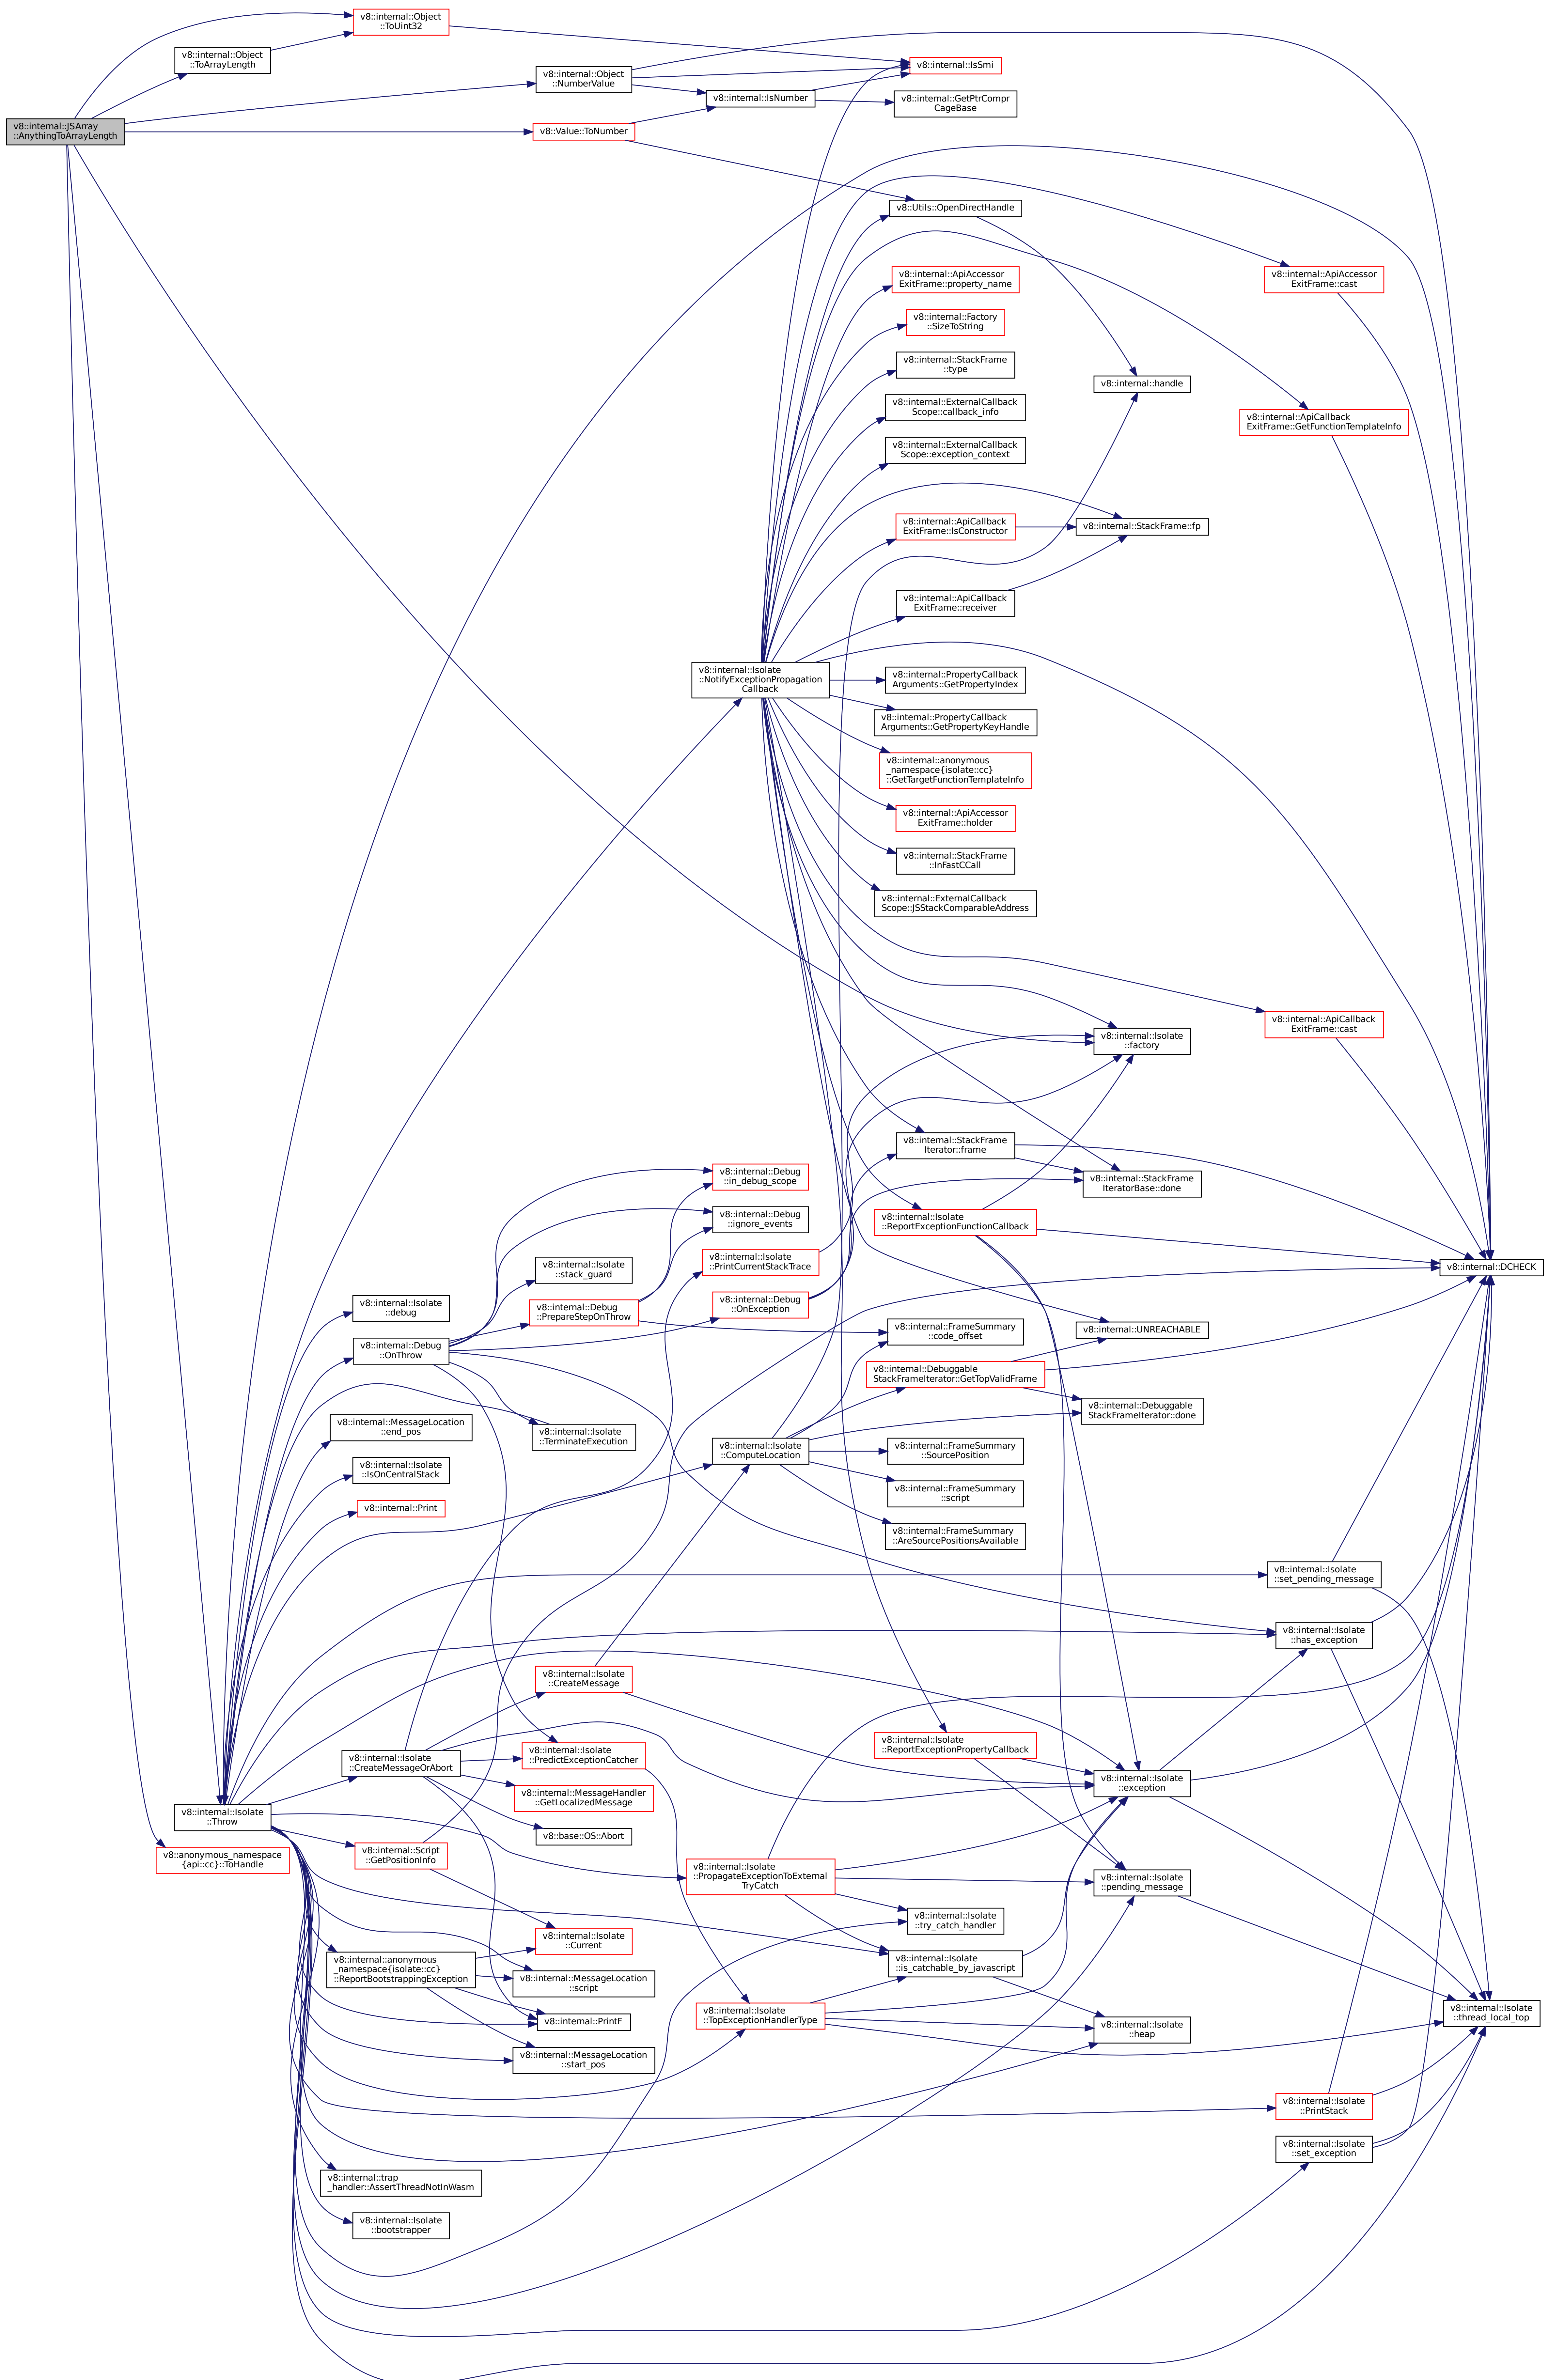 v8::internal::JSArray
::AnythingToArrayLength
v8::internal::Object
::ToUint32
v8::internal::Object
::ToArrayLength
v8::internal::Object
::NumberValue
v8::Value::ToNumber
v8::internal::IsNumber
v8::internal::IsSmi
v8::internal::GetPtrCompr
CageBase
v8::Utils::OpenDirectHandle
v8::internal::ApiAccessor
ExitFrame::property_name
v8::internal::Factory
::SizeToString
v8::internal::StackFrame
::type
v8::internal::ExternalCallback
Scope::callback_info
v8::internal::ExternalCallback
Scope::exception_context
v8::internal::ApiCallback
ExitFrame::IsConstructor
v8::internal::ApiCallback
ExitFrame::receiver
v8::internal::ApiAccessor
ExitFrame::cast
v8::internal::handle
v8::internal::ApiCallback
ExitFrame::GetFunctionTemplateInfo
v8::internal::StackFrame::fp
v8::internal::Isolate
::NotifyExceptionPropagation
Callback
v8::internal::PropertyCallback
Arguments::GetPropertyIndex
v8::internal::PropertyCallback
Arguments::GetPropertyKeyHandle
v8::internal::anonymous
_namespace{isolate::cc}
::GetTargetFunctionTemplateInfo
v8::internal::ApiAccessor
ExitFrame::holder
v8::internal::StackFrame
::InFastCCall
v8::internal::ExternalCallback
Scope::JSStackComparableAddress
v8::internal::ApiCallback
ExitFrame::cast
v8::internal::Isolate
::factory
v8::internal::StackFrame
Iterator::frame
v8::internal::StackFrame
IteratorBase::done
v8::internal::Isolate
::ReportExceptionFunctionCallback
v8::internal::DCHECK
v8::internal::Debug
::in_debug_scope
v8::internal::Debug
::ignore_events
v8::internal::Isolate
::stack_guard
v8::internal::Isolate
::PrintCurrentStackTrace
v8::internal::Isolate
::debug
v8::internal::Debug
::PrepareStepOnThrow
v8::internal::Debug
::OnException
v8::internal::FrameSummary
::code_offset
v8::internal::UNREACHABLE
v8::internal::Debug
::OnThrow
v8::internal::Debuggable
StackFrameIterator::GetTopValidFrame
v8::internal::Debuggable
StackFrameIterator::done
v8::internal::MessageLocation
::end_pos
v8::internal::Isolate
::TerminateExecution
v8::internal::Isolate
::ComputeLocation
v8::internal::FrameSummary
::SourcePosition
v8::internal::Isolate
::IsOnCentralStack
v8::internal::FrameSummary
::script
v8::internal::Print
v8::internal::FrameSummary
::AreSourcePositionsAvailable
v8::internal::Isolate
::set_pending_message
v8::internal::Isolate
::has_exception
v8::internal::Isolate
::CreateMessage
v8::internal::Isolate
::CreateMessageOrAbort
v8::internal::Isolate
::PredictExceptionCatcher
v8::internal::Isolate
::ReportExceptionPropertyCallback
v8::internal::Isolate
::exception
v8::internal::MessageHandler
::GetLocalizedMessage
v8::internal::Isolate
::Throw
v8::base::OS::Abort
v8::anonymous_namespace
{api::cc}::ToHandle
v8::internal::Script
::GetPositionInfo
v8::internal::Isolate
::PropagateExceptionToExternal
TryCatch
v8::internal::Isolate
::pending_message
v8::internal::Isolate
::try_catch_handler
v8::internal::Isolate
::Current
v8::internal::anonymous
_namespace{isolate::cc}
::ReportBootstrappingException
v8::internal::Isolate
::is_catchable_by_javascript
v8::internal::MessageLocation
::script
v8::internal::PrintF
v8::internal::Isolate
::TopExceptionHandlerType
v8::internal::Isolate
::heap
v8::internal::Isolate
::thread_local_top
v8::internal::MessageLocation
::start_pos
v8::internal::Isolate
::PrintStack
v8::internal::Isolate
::set_exception
v8::internal::trap
_handler::AssertThreadNotInWasm
v8::internal::Isolate
::bootstrapper